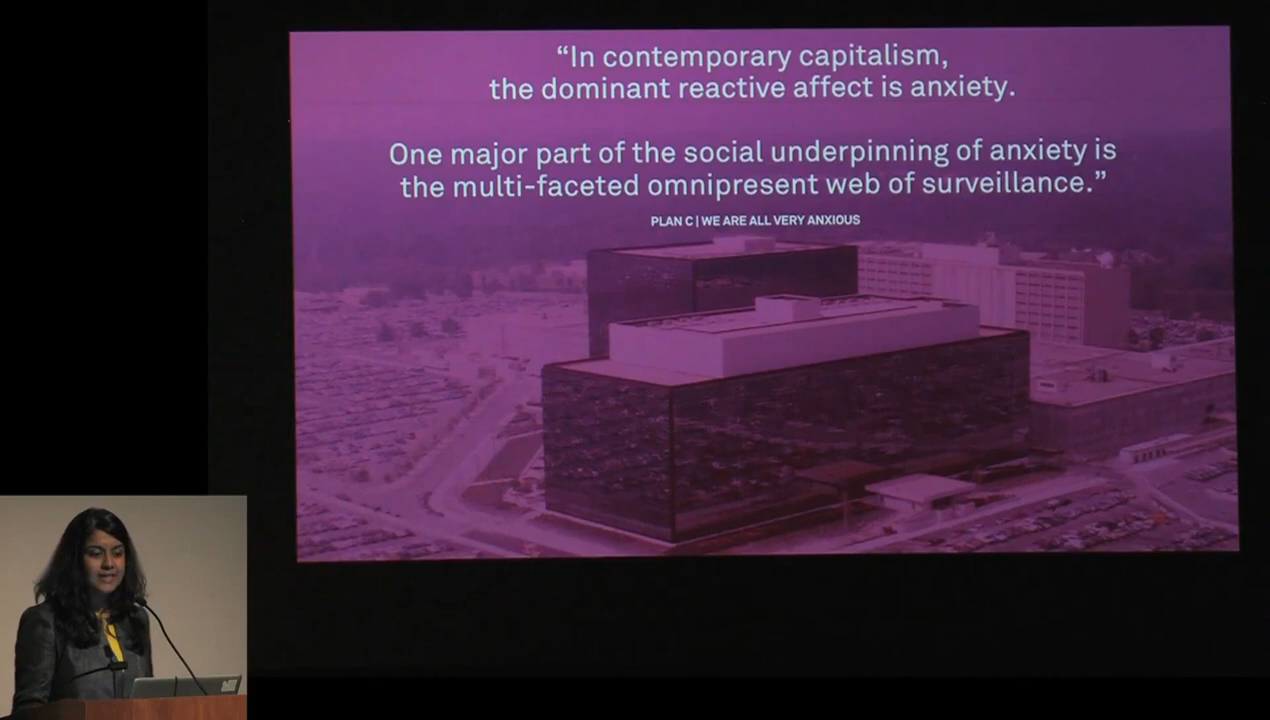 “In contemporary capitalism,
the dominant reactive affect is anxiety.
One major part of the social underpinning of anxiety is
the multi-faceted omnipresent web of surveillance.”
PLAN C | WE ARE ALL VERY ANXIOUS